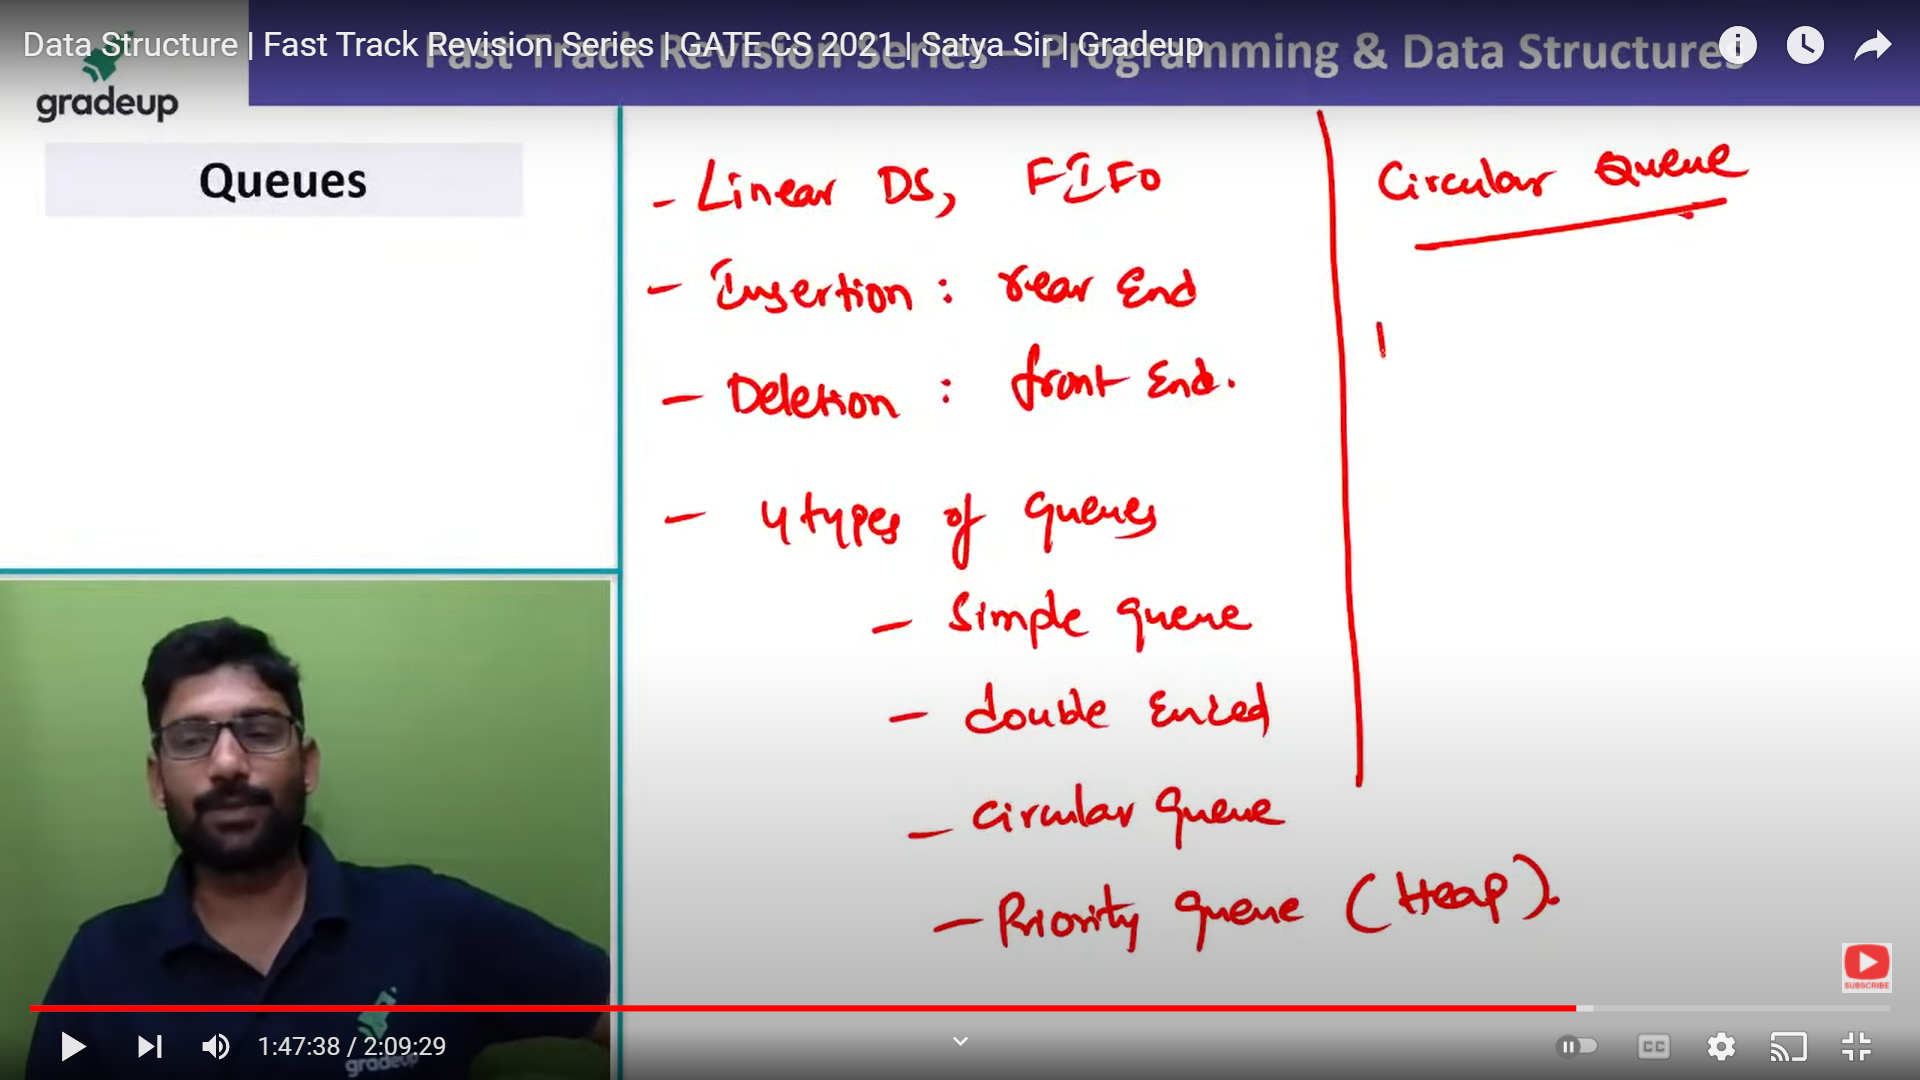 Data Structure | Fast Track Revision Series | GATE CS 2021 | Satya Sir | Gradeup
Fast Track Revision Series – Programming & Data Structures
gradeup
Queues
- Linear DS, FIFO
- Insertion : rear End
- Deletion : front End.
- 4 types of queues
- Simple queue
- double Ended
- circular queue
- Priority queue (Heap).
Circular Queue
SUBSCRIBE
1:47:38 / 2:09:29
CC
gradeup